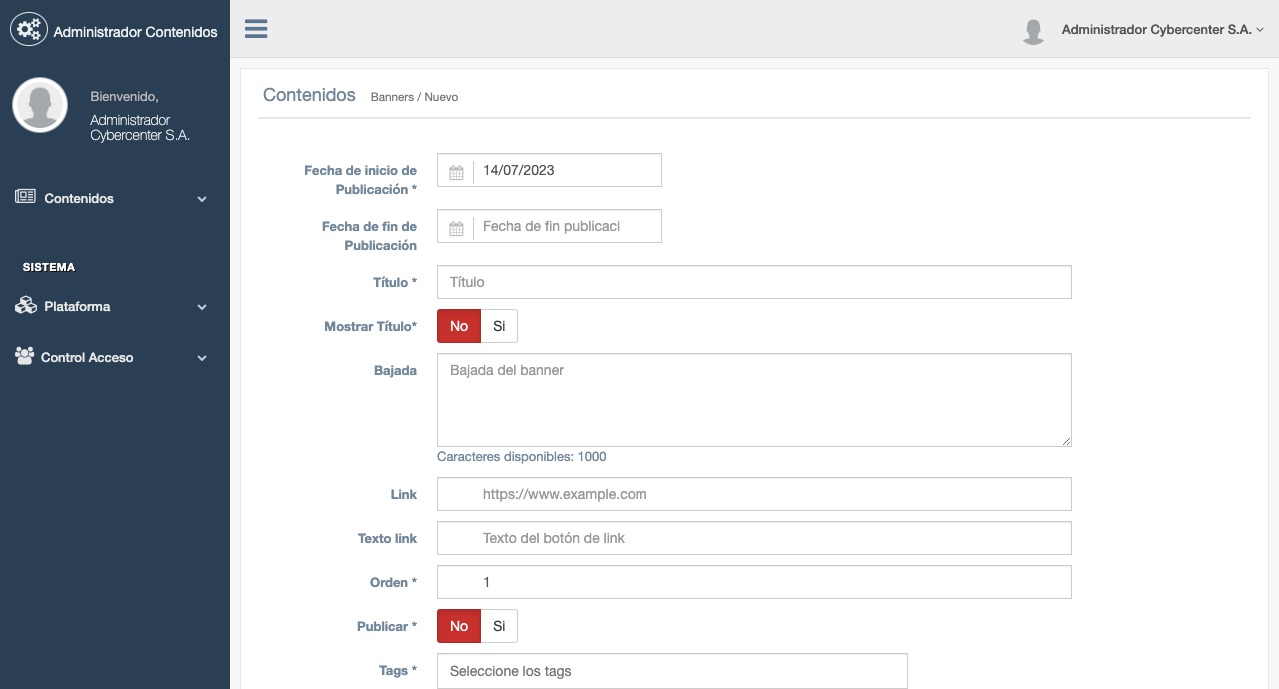 Administrador Contenidos
Administrador Cybercenter S.A.
Bienvenido,
Administrador
Cybercenter S.A.
Contenidos
SISTEMA
Plataforma
Control Acceso
Contenidos Banners / Nuevo
Fecha de inicio de
Publicación *
14/07/2023
Fecha de fin de
Publicación
Fecha de fin publicaci
Título *
Título
Mostrar Título*
No Si
Bajada
Bajada del banner
Caracteres disponibles: 1000
Link
https://www.example.com
Texto link
Texto del botón de link
Orden *
1
Publicar *
No Si
Tags *
Seleccione los tags